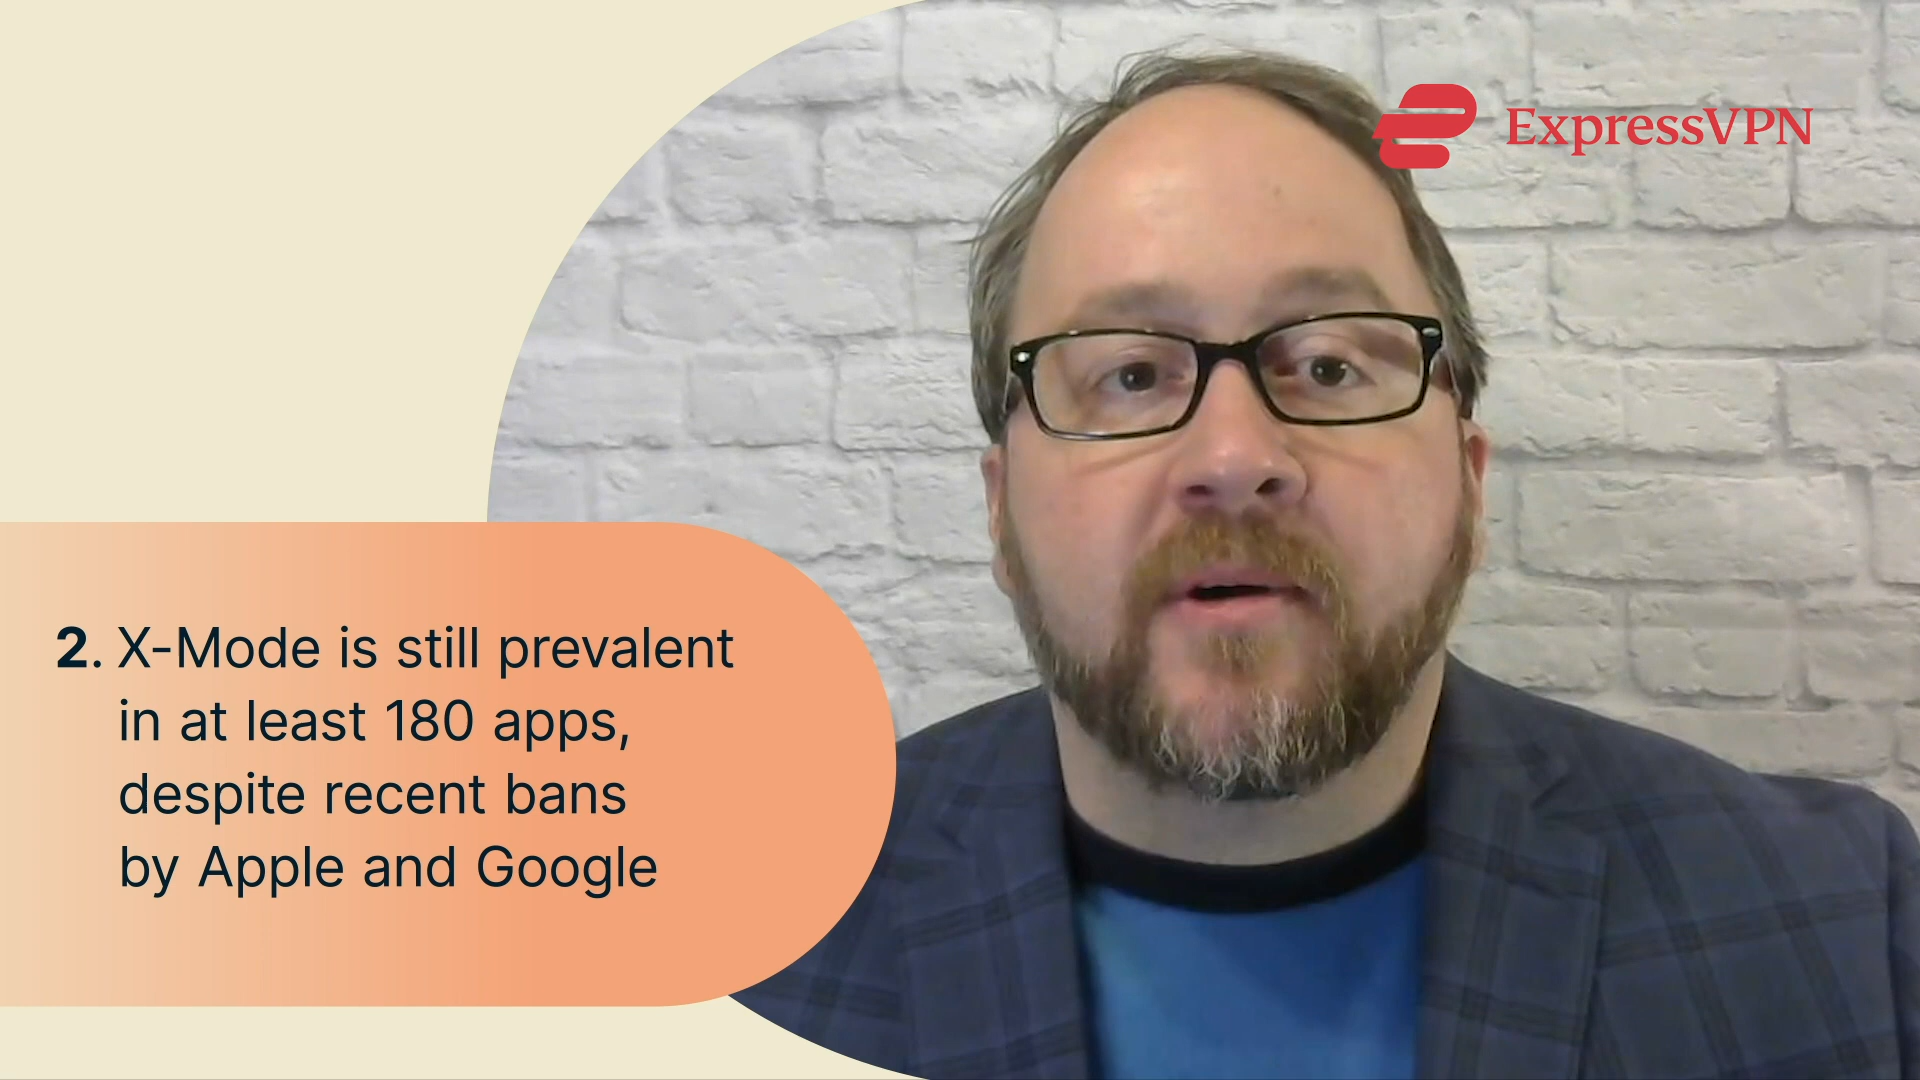 ExpressVPN
2. X-Mode is still prevalent
in at least 180 apps,
despite recent bans
by Apple and Google